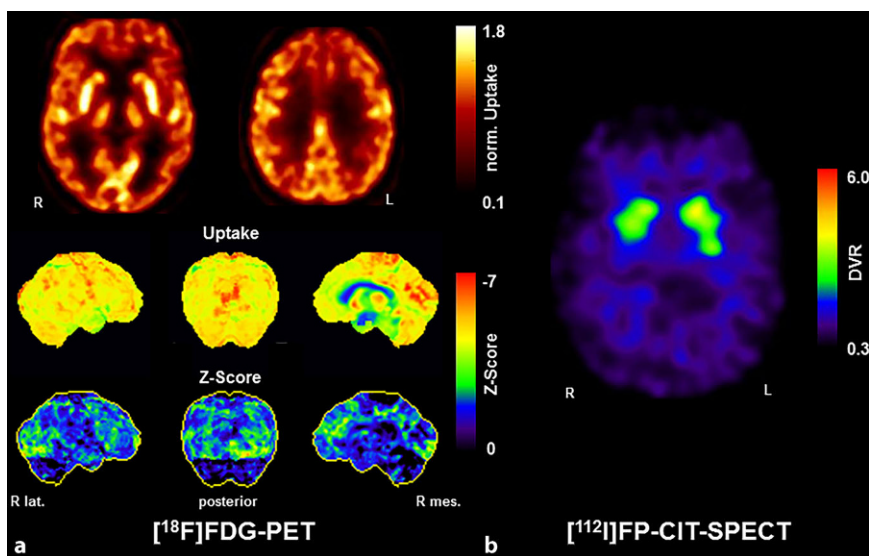 1.8
norm. Uptake
0.1
R
L
Uptake
-7
Z-Score
0
Z-Score
R lat.
posterior
R mes.
a
[18F]FDG-PET
6.0
DVR
0.3
R
L
b
[112I]FP-CIT-SPECT